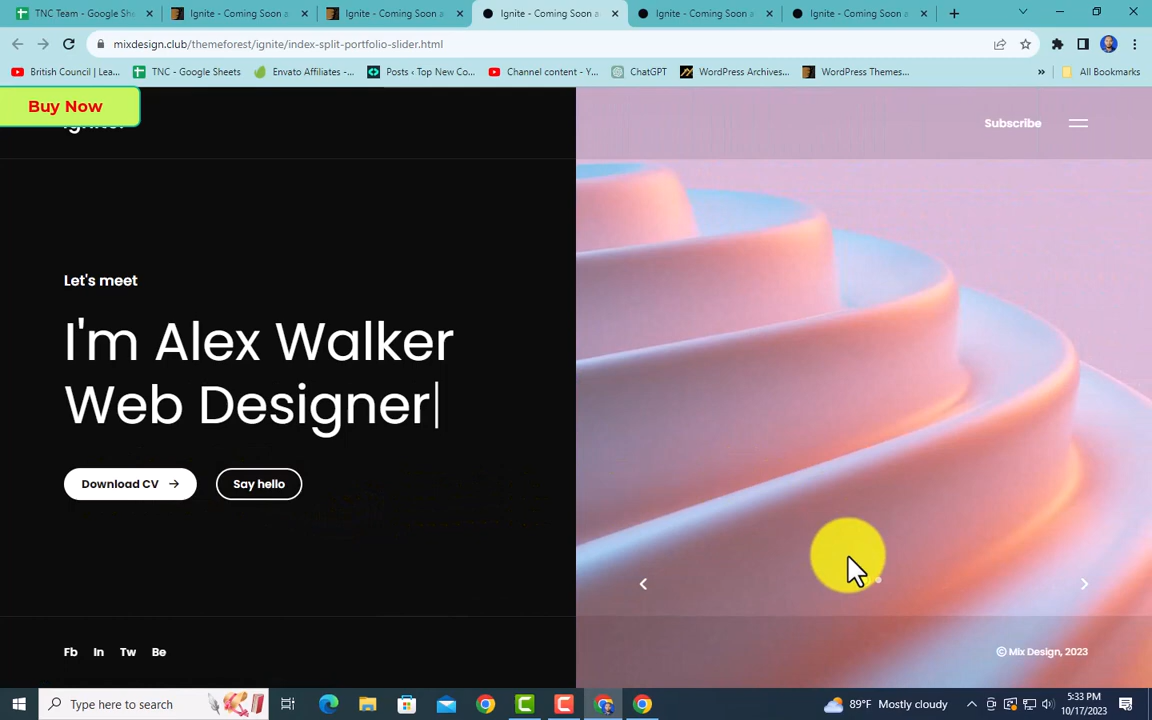 TNC Team - Google She
Ignite - Coming Soon a
Ignite - Coming Soon a
Ignite - Coming Soon a
Ignite - Coming Soon a
Ignite - Coming Soon a
mixdesign.club/themeforest/ignite/index-split-portfolio-slider.html
British Council | Lea...
TNC - Google Sheets
Envato Affiliates -...
Posts ‹ Top New Co...
Channel content - Y...
ChatGPT
WordPress Archives...
WordPress Themes...
»
All Bookmarks
Buy Now
Subscribe
Let's meet
I'm Alex Walker
Web Designer|
Download CV →
Say hello
Fb In Tw Be
© Mix Design, 2023
Type here to search
89°F Mostly cloudy
5:33 PM
10/17/2023